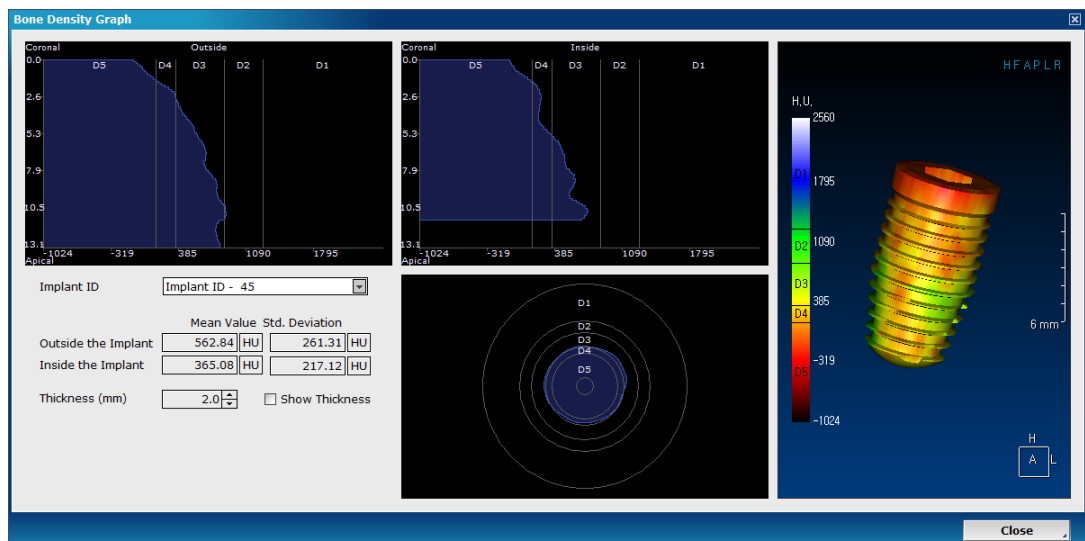 Bone Density Graph
Coronal Outside
0.0 D5 D4 D3 D2 D1
2.6
5.3
7.9
10.5
13.1
-1024 -319 385 1090 1795
Apical
Coronal Inside
0.0 D5 D4 D3 D2 D1
2.6
5.3
7.9
10.5
13.1
-1024 -319 385 1090 1795
Apical
HFAPLR
H.U.
2560
D1
1795
D2
1090
D3
385
D4
-319
D5
-1024
6 mm
H
A L
Implant ID Implant ID - 45
Mean Value Std. Deviation
Outside the Implant 562.84 HU 261.31 HU
Inside the Implant 365.08 HU 217.12 HU
Thickness (mm) 2.0 Show Thickness
D1
D2
D3
D4
D5
Close